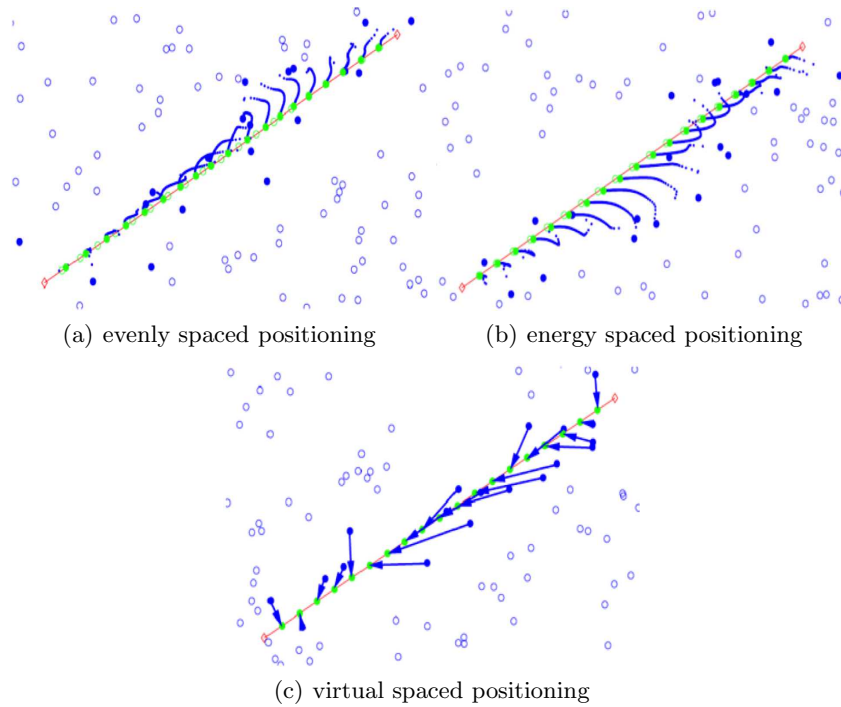 (a) evenly spaced positioning
(b) energy spaced positioning
(c) virtual spaced positioning